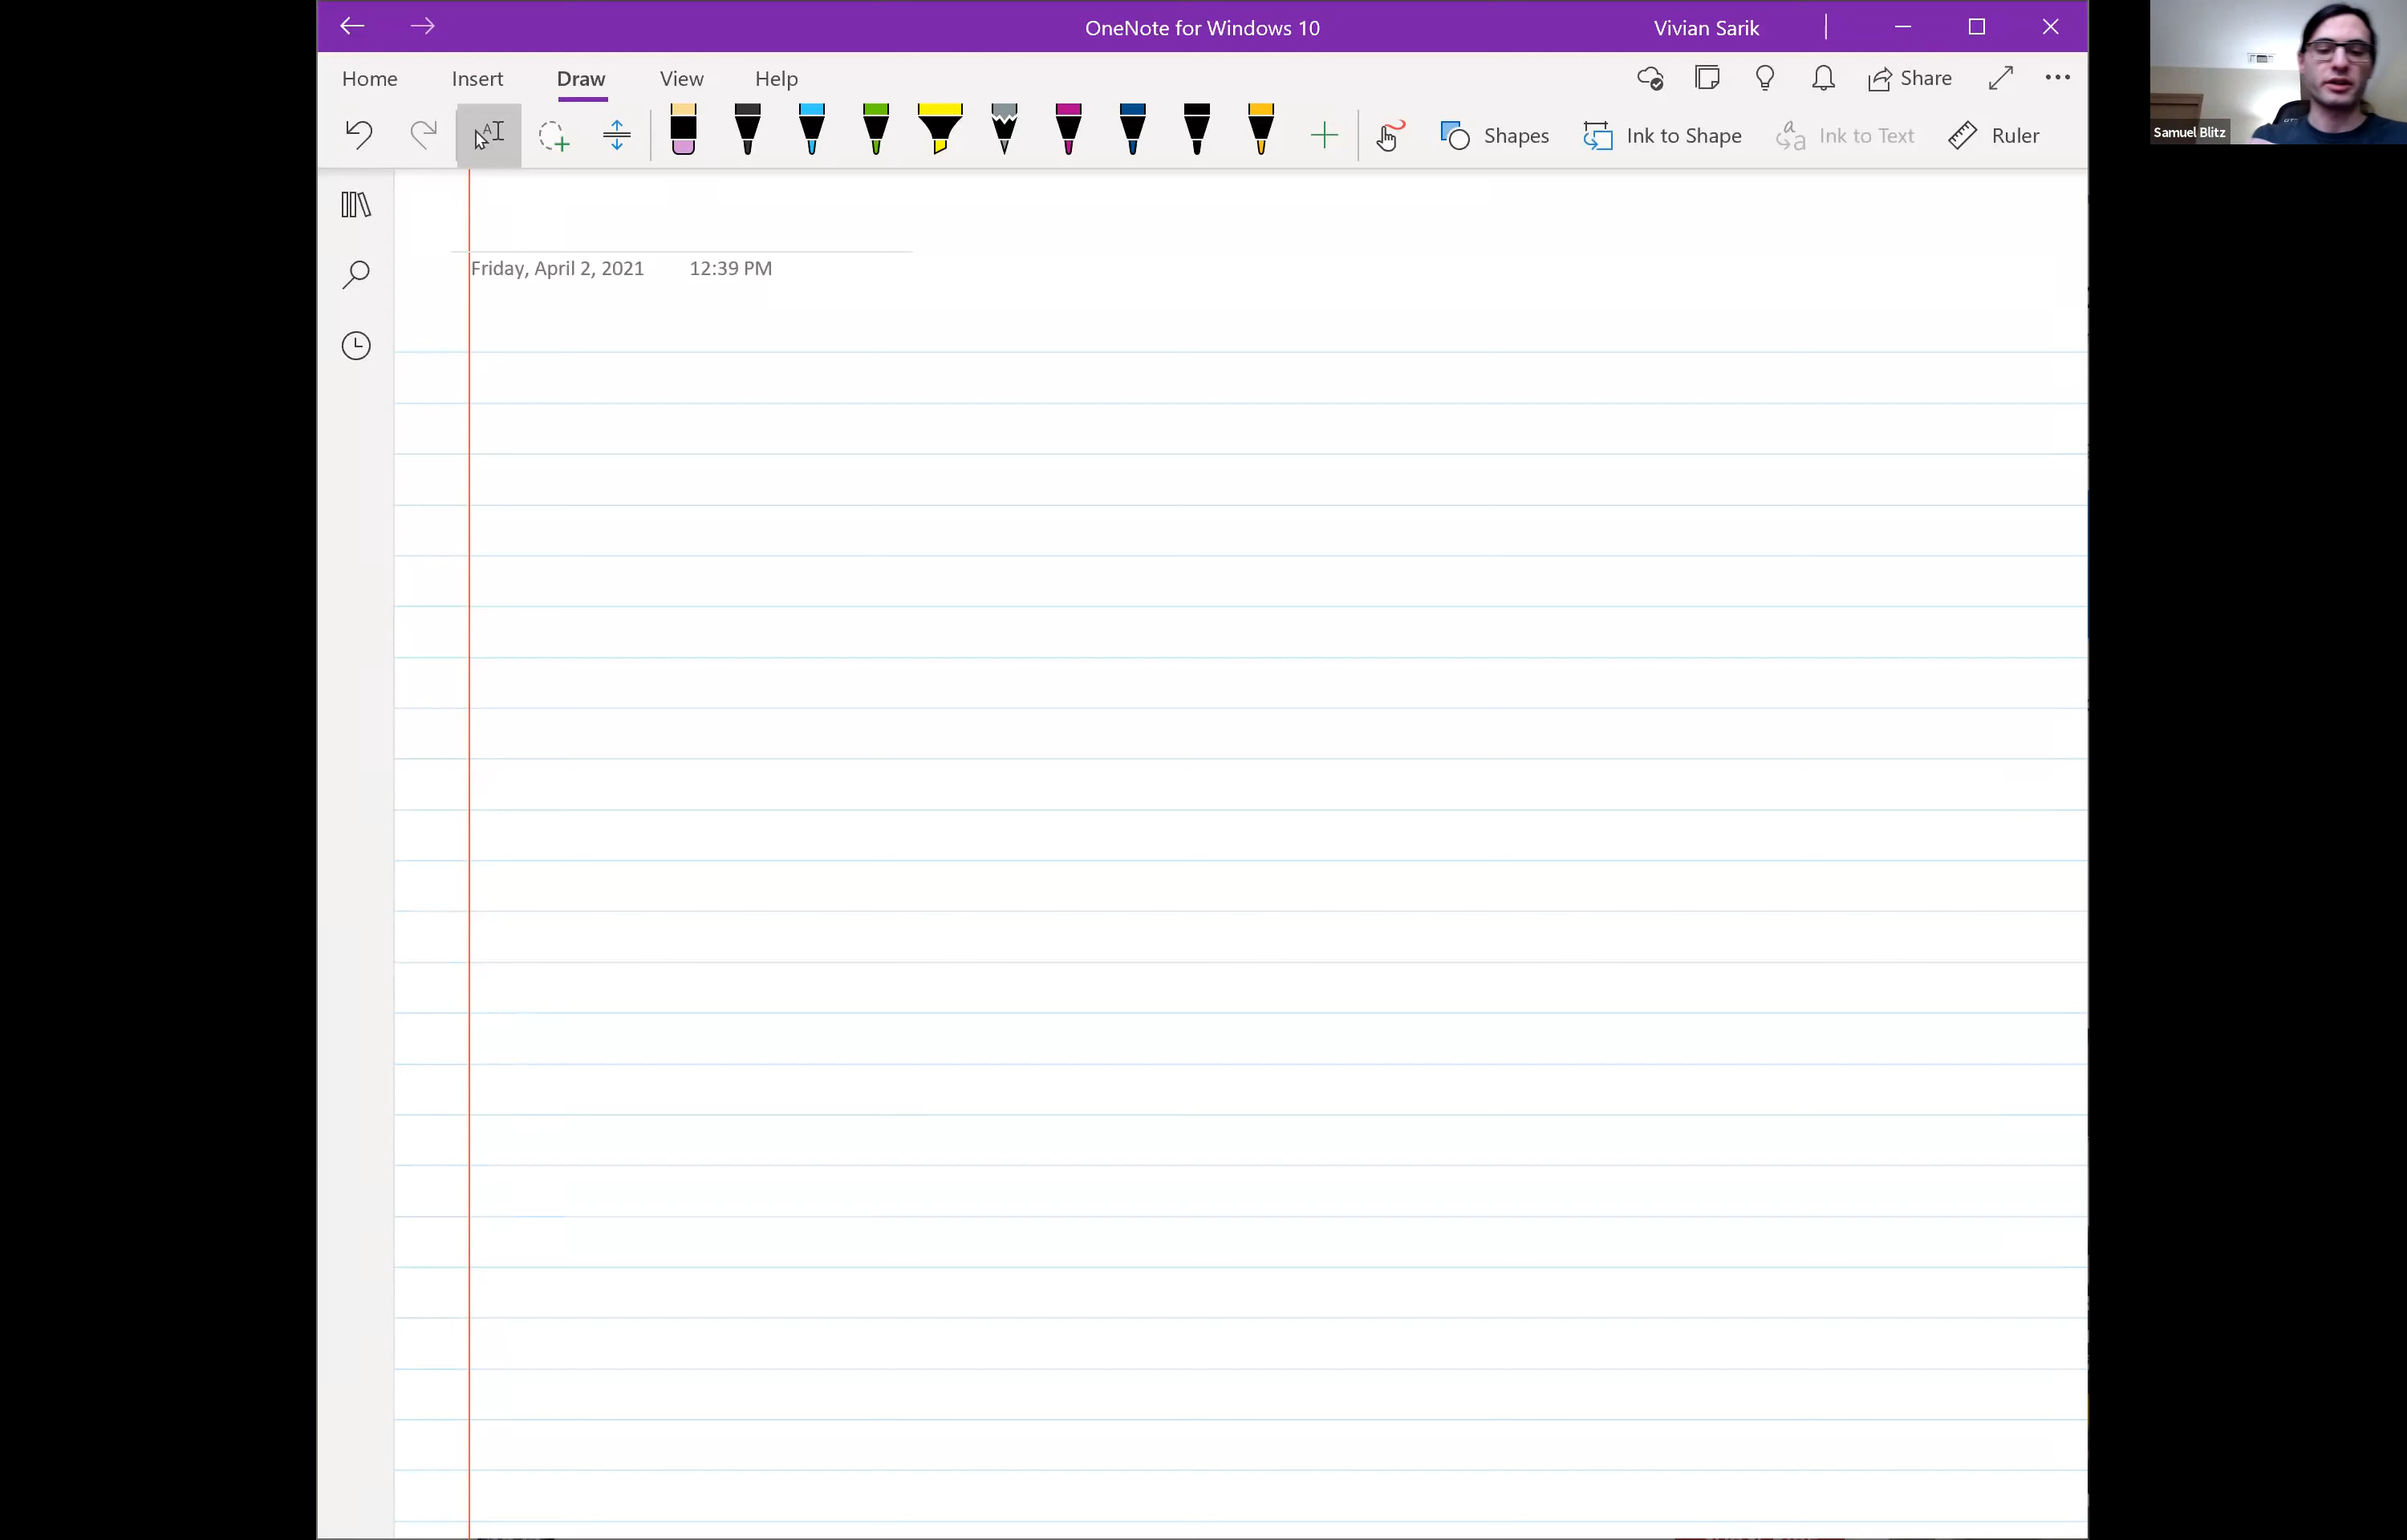 OneNote for Windows 10
Vivian Sarik
Home Insert Draw View Help
Share
Shapes
Ink to Shape
Ink to Text
Ruler
Friday, April 2, 2021 12:39 PM
Samuel Blitz